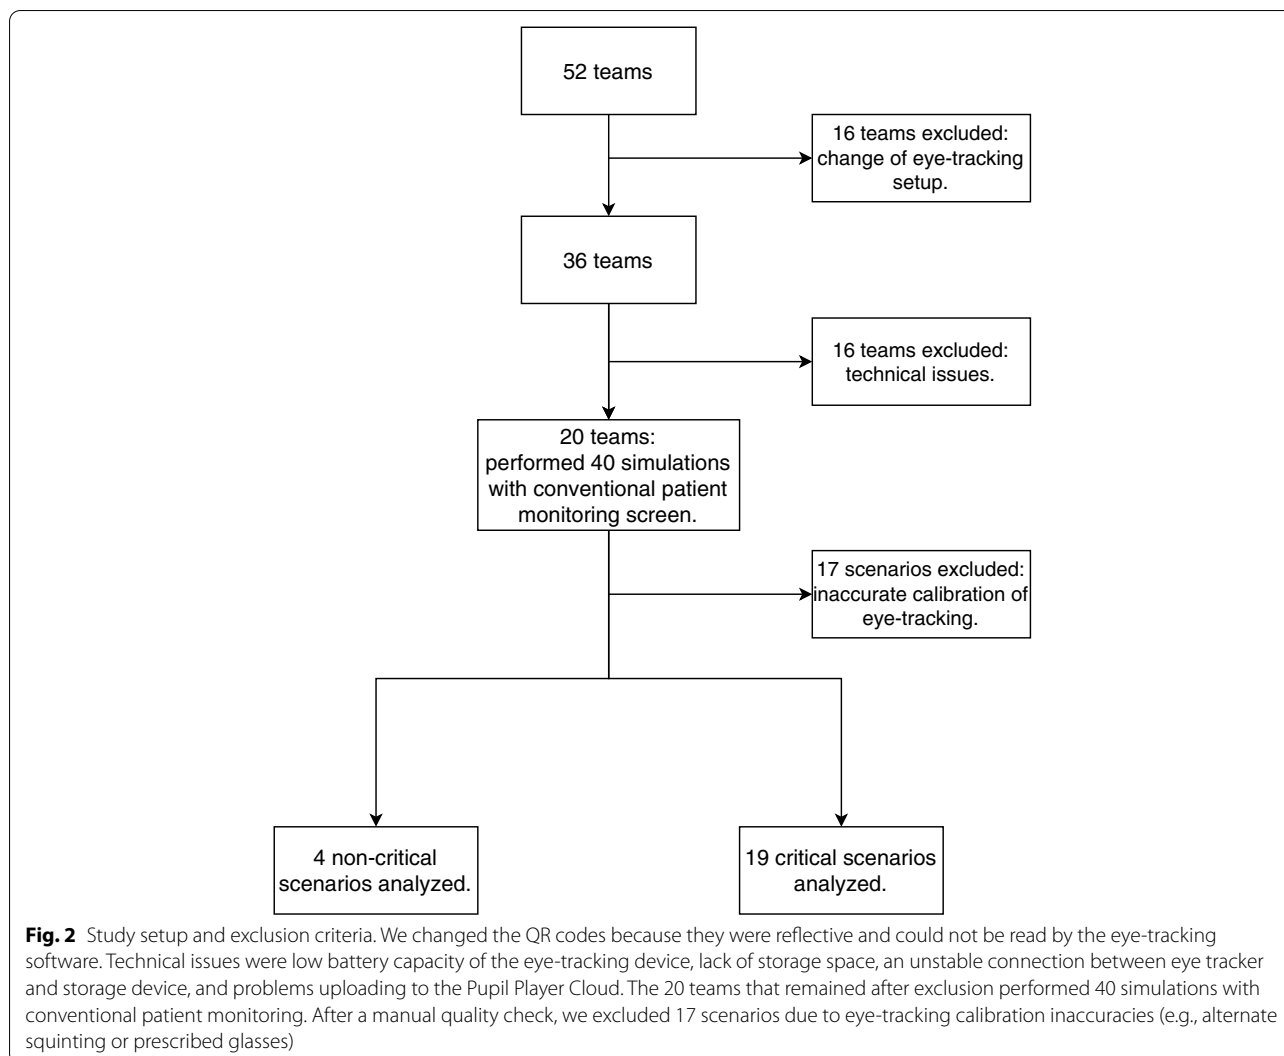 52 teams
16 teams excluded:
change of eye-tracking
setup.
36 teams
16 teams excluded:
technical issues.
20 teams:
performed 40 simulations
with conventional patient
monitoring screen.
17 scenarios excluded:
inaccurate calibration of
eye-tracking.
4 non-critical
scenarios analyzed.
19 critical scenarios
analyzed.
Fig. 2 Study setup and exclusion criteria. We changed the QR codes because they were reflective and could not be read by the eye-tracking
software. Technical issues were low battery capacity of the eye-tracking device, lack of storage space, an unstable connection between eye tracker
and storage device, and problems uploading to the Pupil Player Cloud. The 20 teams that remained after exclusion performed 40 simulations with
conventional patient monitoring. After a manual quality check, we excluded 17 scenarios due to eye-tracking calibration inaccuracies (e.g., alternate
squinting or prescribed glasses)